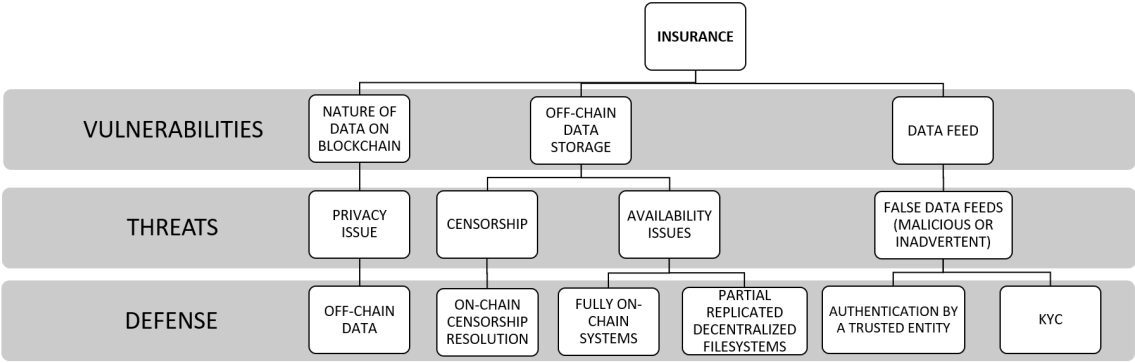 INSURANCE
VULNERABILITIES
NATURE OF
DATA ON
BLOCKCHAIN
OFF-CHAIN
DATA
STORAGE
DATA FEED
THREATS
PRIVACY
ISSUE
CENSORSHIP
AVAILABILITY
ISSUES
FALSE DATA FEEDS
(MALICIOUS OR
INADVERTENT)
DEFENSE
OFF-CHAIN
DATA
ON-CHAIN
CENSORSHIP
RESOLUTION
FULLY ON-
CHAIN
SYSTEMS
PARTIAL
REPLICATED
DECENTRALIZED
FILESYSTEMS
AUTHENTICATION BY
A TRUSTED ENTITY
KYC